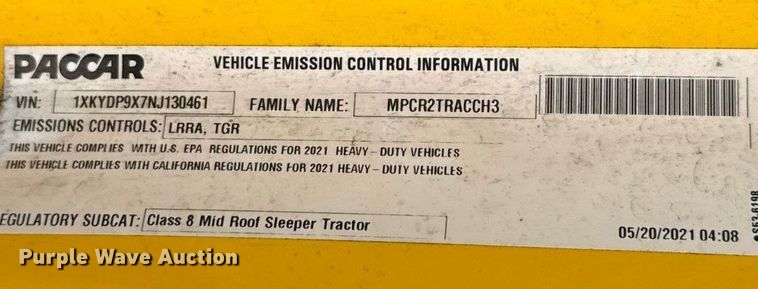 PACCAR VEHICLE EMISSION CONTROL INFORMATION
VIN: 1XKYDP9X7NJ130461 FAMILY NAME: MPCR2TRACCH3
EMISSIONS CONTROLS: LRRA, TGR
THIS VEHICLE COMPLIES WITH U.S. EPA REGULATIONS FOR 2021 HEAVY-DUTY VEHICLES
THIS VEHICLE COMPLIES WITH CALIFORNIA REGULATIONS FOR 2021 HEAVY-DUTY VEHICLES
EGULATORY SUBCAT: Class 8 Mid Roof Sleeper Tractor
05/20/2021 04:08
S53-6198
Purple Wave Auction